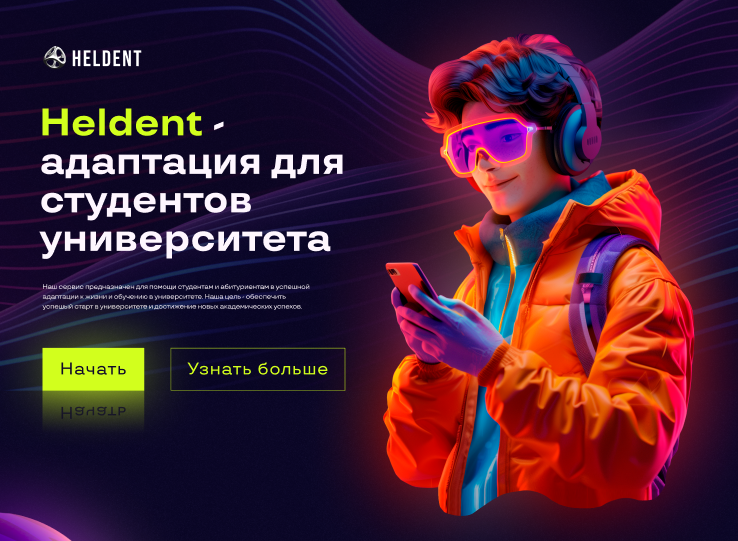 HELDENT
Heldent -
адаптация для
студентов
университета
Наш сервис предназначен для помощи студентам и абитуриентам в успешной
адаптации к жизни и обучению в университете. Наша цель - обеспечить
успешый старт в университете и достижение новых академических успехов.
Начать
Узнать больше